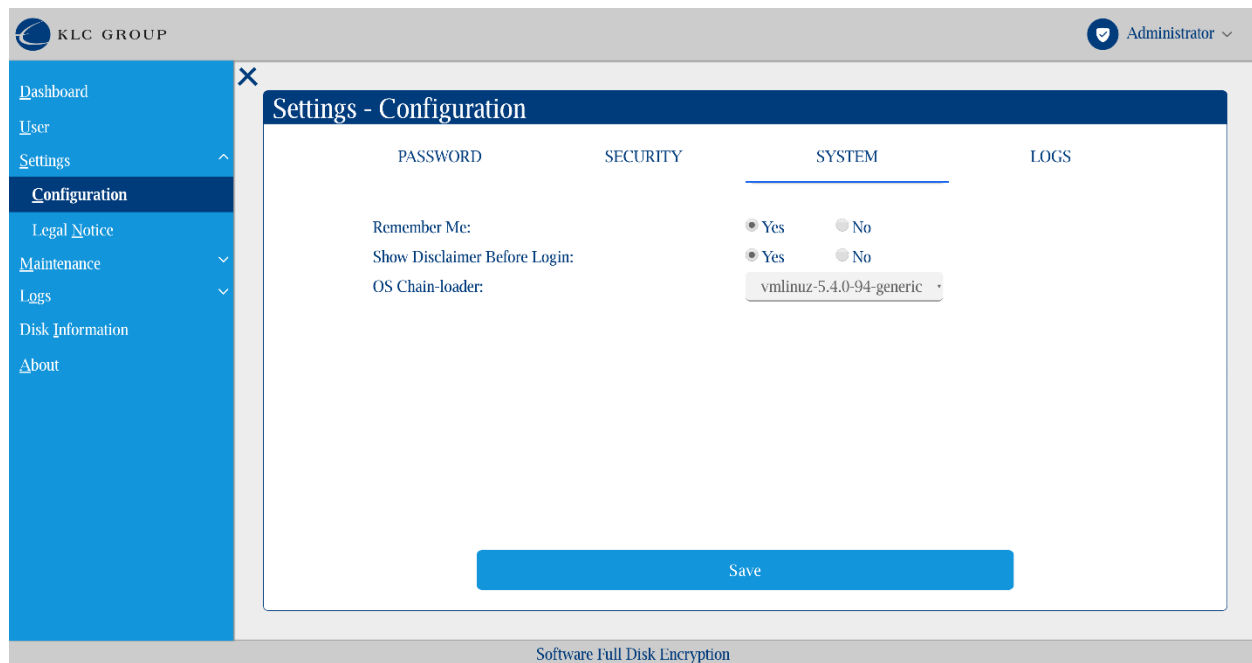 KLC GROUP
Administrator
Dashboard
User
Settings
Configuration
Legal Notice
Maintenance
Logs
Disk Information
About
Settings - Configuration
PASSWORD SECURITY SYSTEM LOGS
Remember Me: Yes No
Show Disclaimer Before Login: Yes No
OS Chain-loader: vmlinuz-5.4.0-94-generic
Save
Software Full Disk Encryption